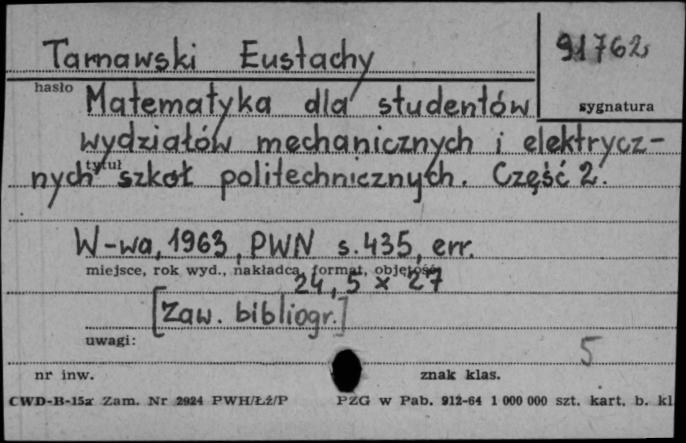 Tarnawski Eustachy
91762
hasło
sygnatura
Matematyka dla studentów
wydziałów mechanicznych i elektrycz-
tytuł
nych szkół politechnicznych. Część 2.
W-wa, 1963, PWN s. 435, err.
miejsce, rok wyd., nakładca, format, objętość
24,5 x 27
[Zaw. bibliogr.]
uwagi:
5
nr inw.
znak klas.
CWD-B-15a Zam. Nr 2924 PWH/Łż/P PZG w Pab. 912-64 1 000 000 szt. kart. b. kl